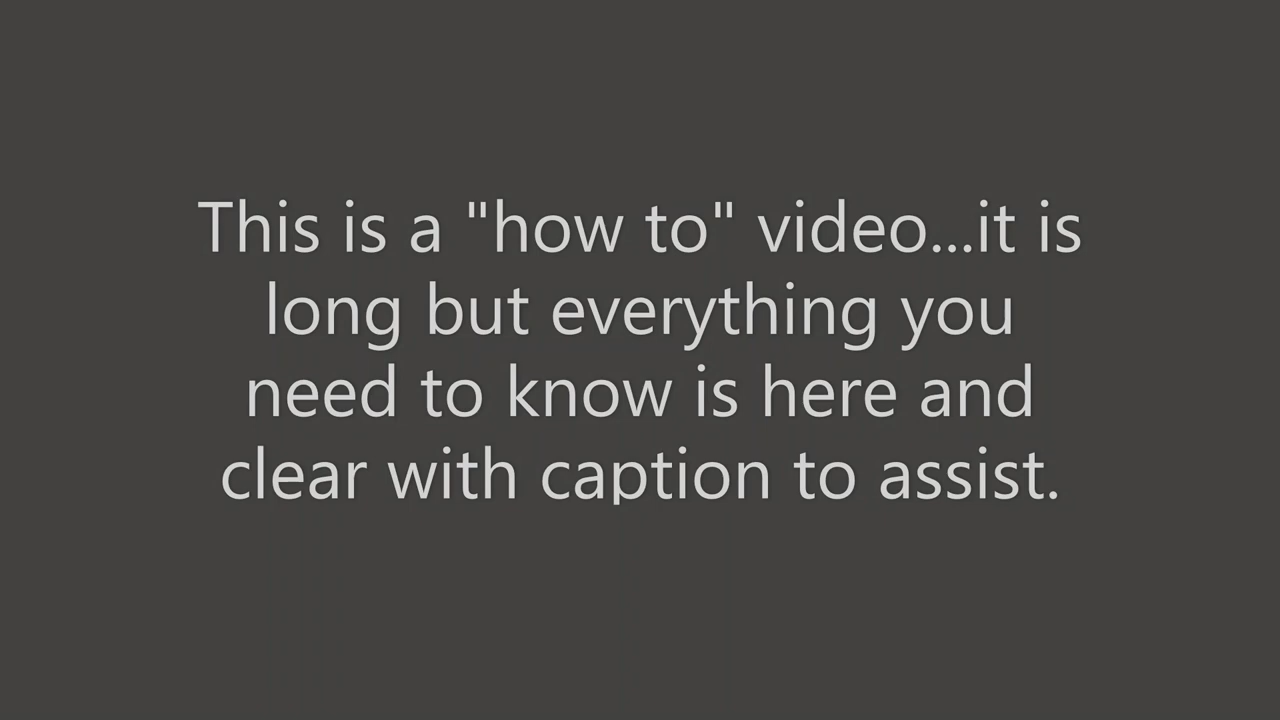 This is a "how to" video...it is
long but everything you
need to know is here and
clear with caption to assist.